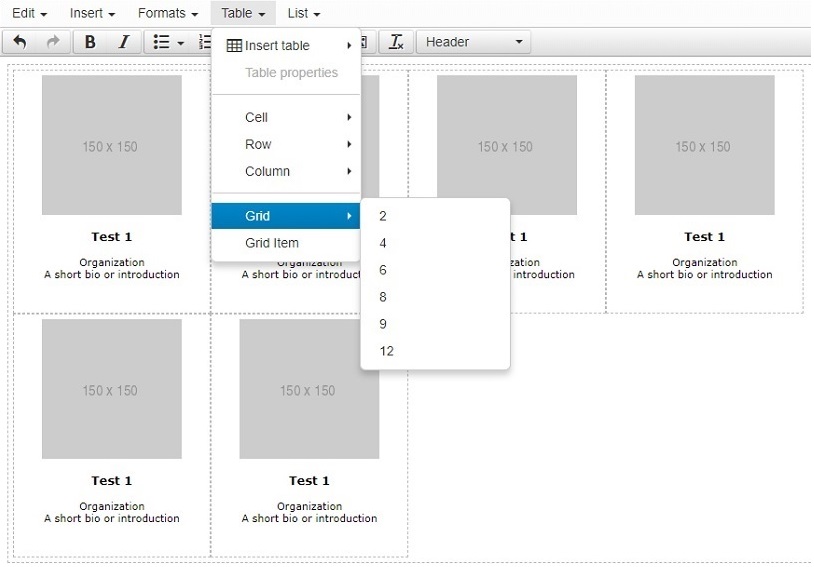 Edit Insert Formats Table List
B I Header
Insert table
Table properties
Cell
Row
Column
Grid
Grid Item
2
4
6
8
9
12
150 x 150
150 x 150
150 x 150
Test 1
t 1
Test 1
Organization
Organization
zation
Organization
A short bio or introduction
A short bio or introduction
or introduction
A short bio or introduction
150 x 150
150 x 150
Test 1
Test 1
Organization
Organization
A short bio or introduction
A short bio or introduction